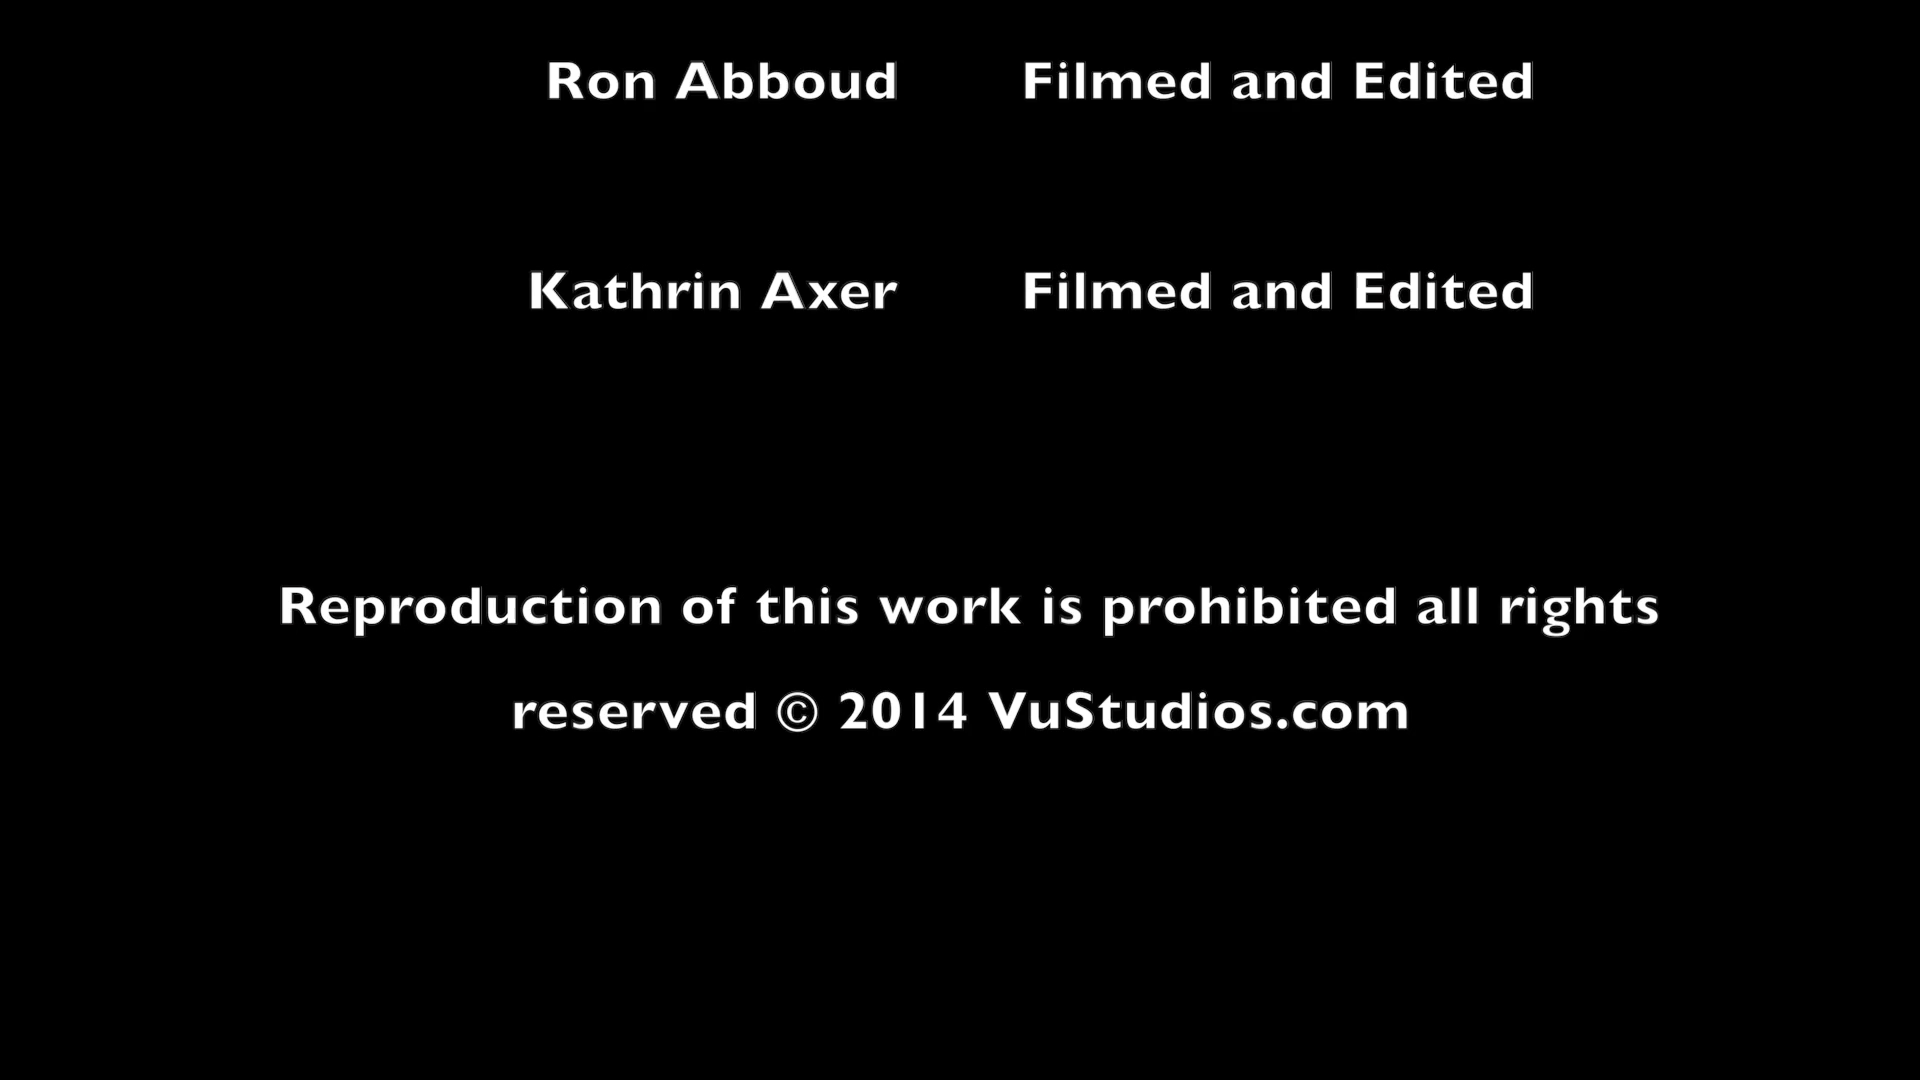 Ron Abboud Filmed and Edited
Kathrin Axer Filmed and Edited
Reproduction of this work is prohibited all rights
reserved © 2014 VuStudios.com